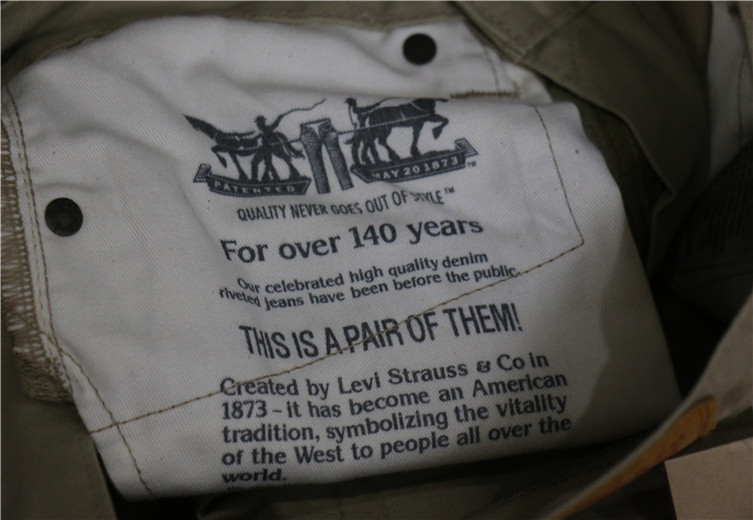 PATENTED
MAY 20 1873 ™
QUALITY NEVER GOES OUT OF STYLE™
For over 140 years
Our celebrated high quality denim
riveted jeans have been before the public
THIS IS A PAIR OF THEM!
Created by Levi Strauss & Co in
1873 – it has become an American
tradition, symbolizing the vitality
of the West to people all over the
world.